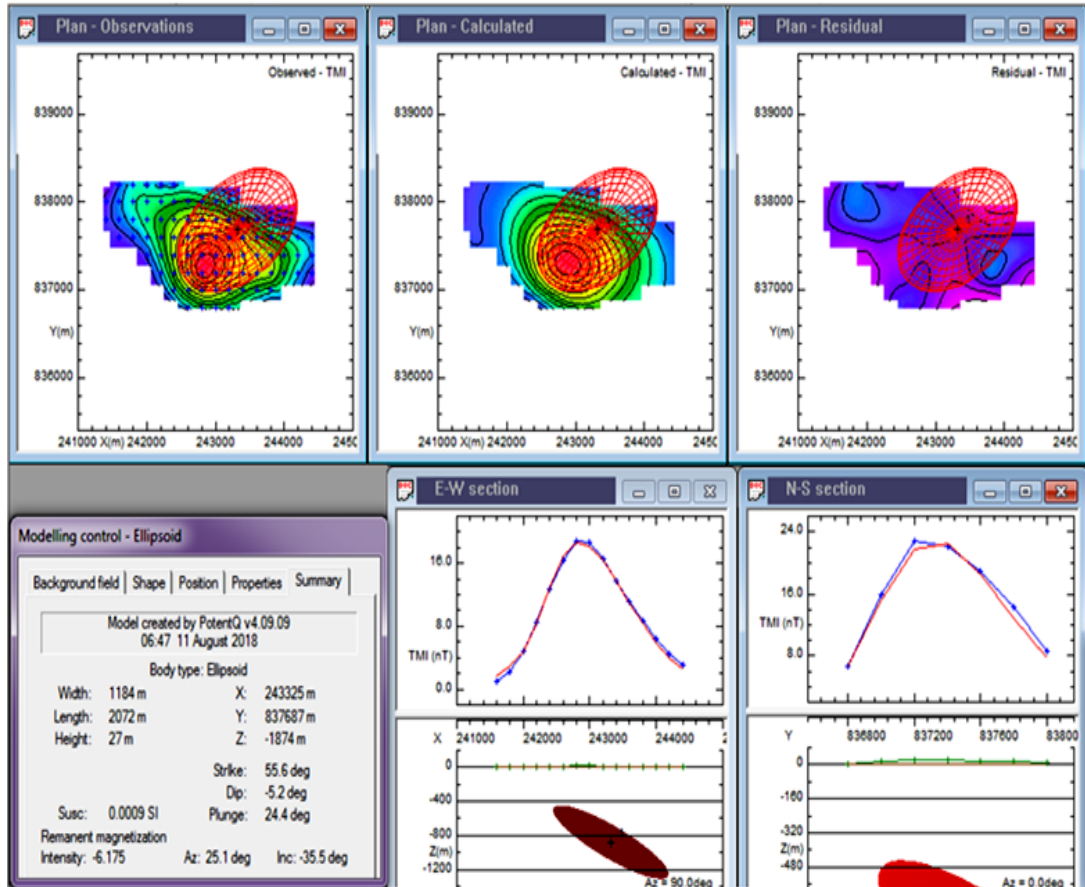 Plan - Observations
Observed - TMI
839000
838000
837000
Y(m)
836000
241000 X(m) 242000 243000 244000 2450
Plan - Calculated
Calculated - TMI
839000
838000
837000
Y(m)
836000
241000 X(m) 242000 243000 244000 2450
Plan - Residual
Residual - TMI
839000
838000
837000
Y(m)
836000
241000 X(m) 242000 243000 244000 2450
Modelling control - Ellipsoid
Background field Shape Position Properties Summary
Model created by PotentQ v4.09.09
06:47 11 August 2018
Body type: Ellipsoid
Width: 1184 m X: 243325 m
Length: 2072 m Y: 837687 m
Height: 27 m Z: -1874 m
Strike: 55.6 deg
Dip: -5.2 deg
Susc: 0.0009 SI Plunge: 24.4 deg
Remanent magnetization
Intensity: -6.175 Az: 25.1 deg Inc: -35.5 deg
E-W section
16.0
8.0
TMI (nT)
0.0
X 241000 242000 243000 244000
0
-400
-800
Z(m)
-1200
Az = 90.0deg
N-S section
24.0
16.0
TMI (nT)
8.0
Y 836800 837200 837600 83800
0
-160
-320
Z(m)
-480
Az = 0.0deg